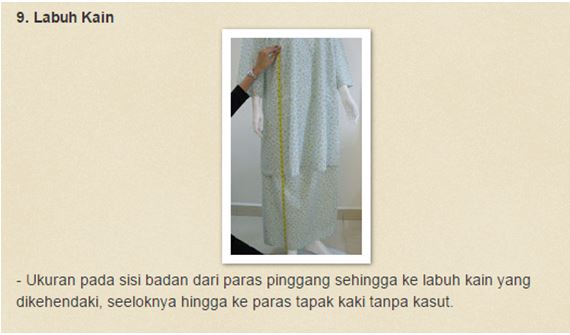 9. Labuh Kain
- Ukuran pada sisi badan dari paras pinggang sehingga ke labuh kain yang
dikehendaki, seeloknya hingga ke paras tapak kaki tanpa kasut.